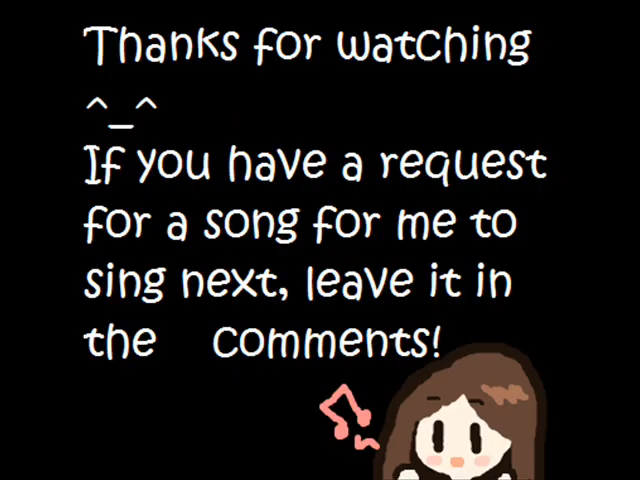 Thanks for watching
^_^
If you have a request
for a song for me to
sing next, leave it in
the comments!